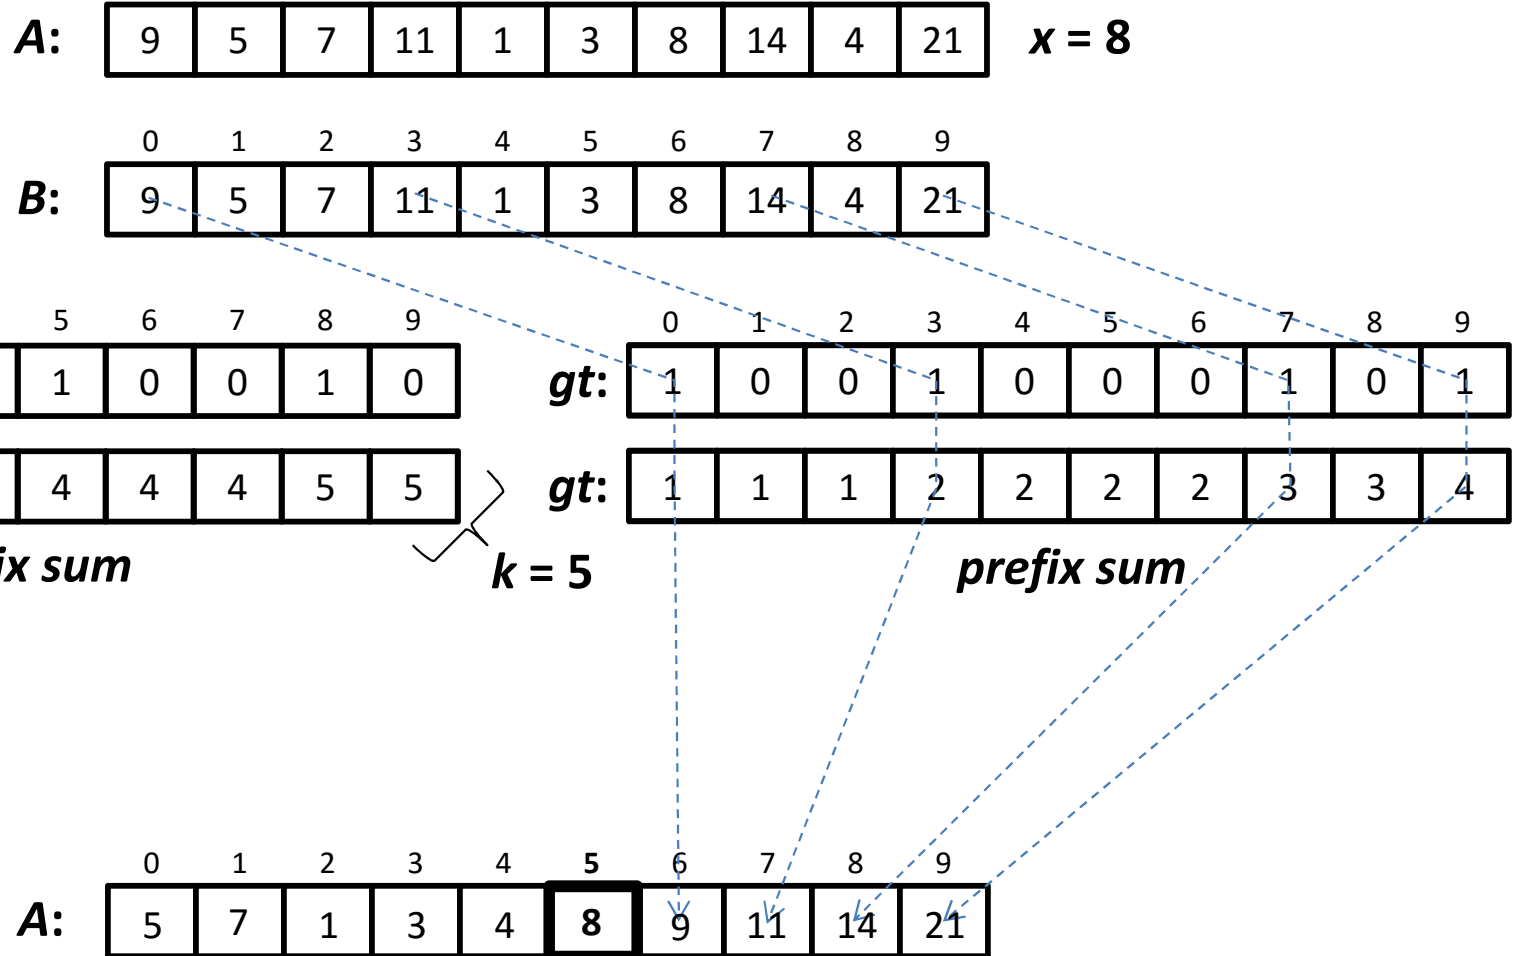 A: 9 5 7 11 1 3 8 14 4 21 x = 8
0 1 2 3 4 5 6 7 8 9
B: 9 5 7 11 1 3 8 14 4 21
5 6 7 8 9 0 1 2 3 4 5 6 7 8 9
1 0 0 1 0 gt: 1 0 0 1 0 0 0 1 0 1
4 4 4 5 5 gt: 1 1 1 2 2 2 2 3 3 4
ix sum k = 5 prefix sum
0 1 2 3 4 5 6 7 8 9
A: 5 7 1 3 4 8 9 11 14 21